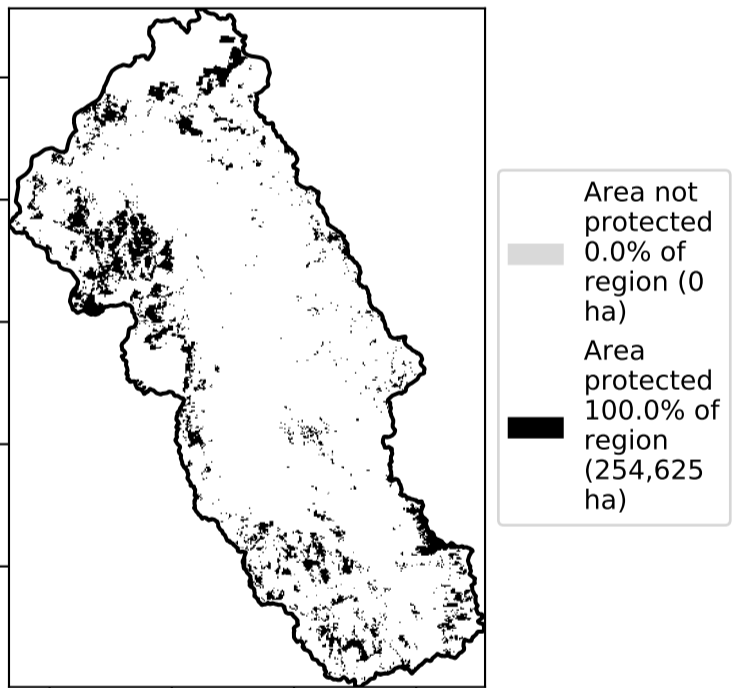 Area not
protected
0.0% of
region (0
ha)
Area
protected
100.0% of
region
(254,625
ha)